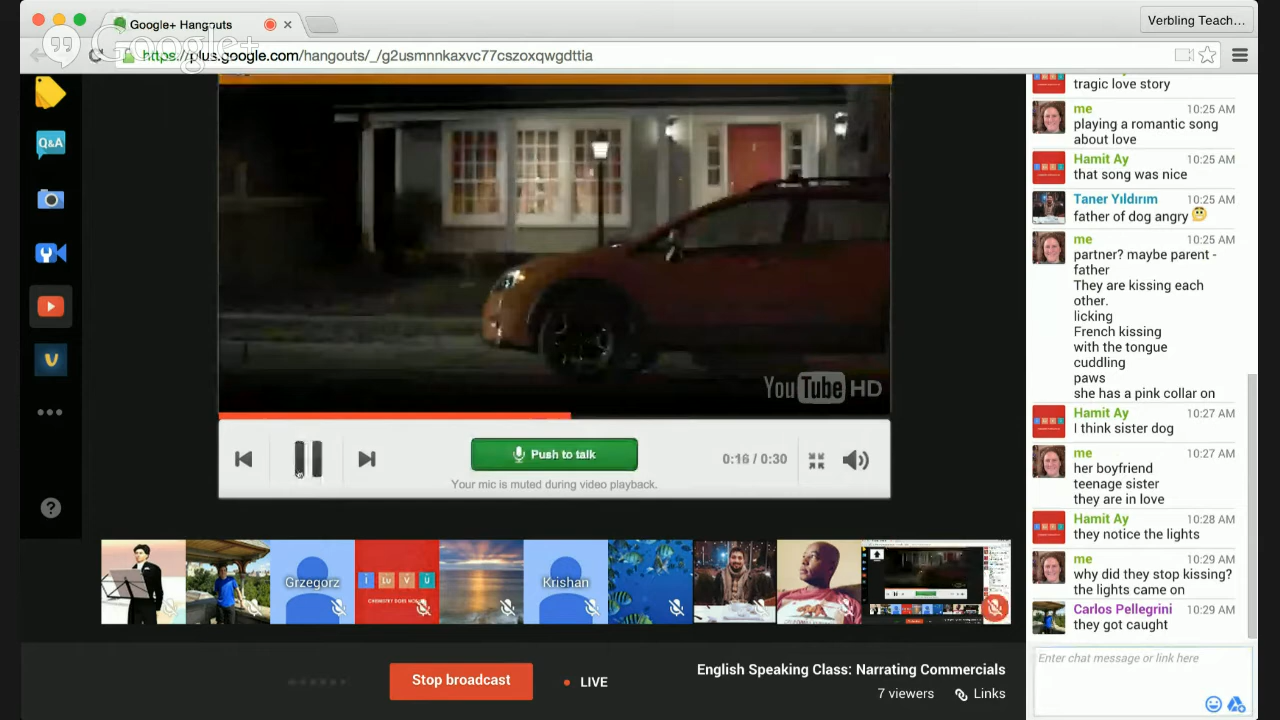 Google+ Hangouts
Verbling Teach...
Google+
https://plus.google.com/hangouts/_/g2usmnnkaxvc77cszoxqvgdttia
Q&A
YouTube HD
Push to talk
0:16 / 0:30
Your mic is muted during video playback.
Grzegorz
I Lu V U
CHEMISTRY DOES NOT
Krishan
Stop broadcast
LIVE
English Speaking Class: Narrating Commercials
7 viewers
Links
tragic love story
me 10:25 AM
playing a romantic song
about love
Hamit Ay 10:25 AM
that song was nice
Taner Yıldırım 10:25 AM
father of dog angry
me 10:25 AM
partner? maybe parent -
father
They are kissing each
other.
licking
French kissing
with the tongue
cuddling
paws
she has a pink collar on
Hamit Ay 10:27 AM
I think sister dog
me 10:27 AM
her boyfriend
teenage sister
they are in love
Hamit Ay 10:28 AM
they notice the lights
me 10:29 AM
why did they stop kissing?
the lights came on
Carlos Pellegrini 10:29 AM
they got caught
Enter chat message or link here